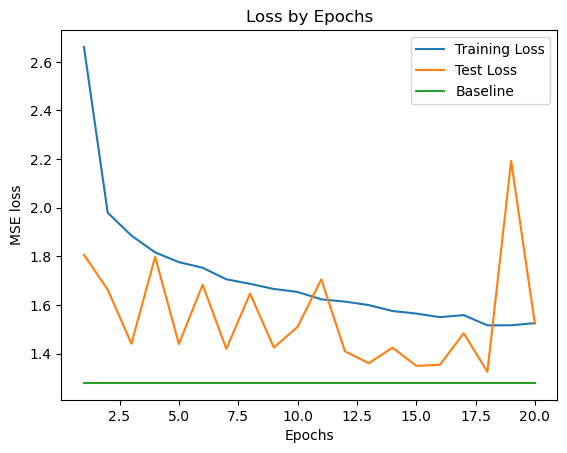 Loss by Epochs
Training Loss
Test Loss
Baseline
MSE loss
2.6
2.4
2.2
2.0
1.8
1.6
1.4
2.5 5.0 7.5 10.0 12.5 15.0 17.5 20.0
Epochs